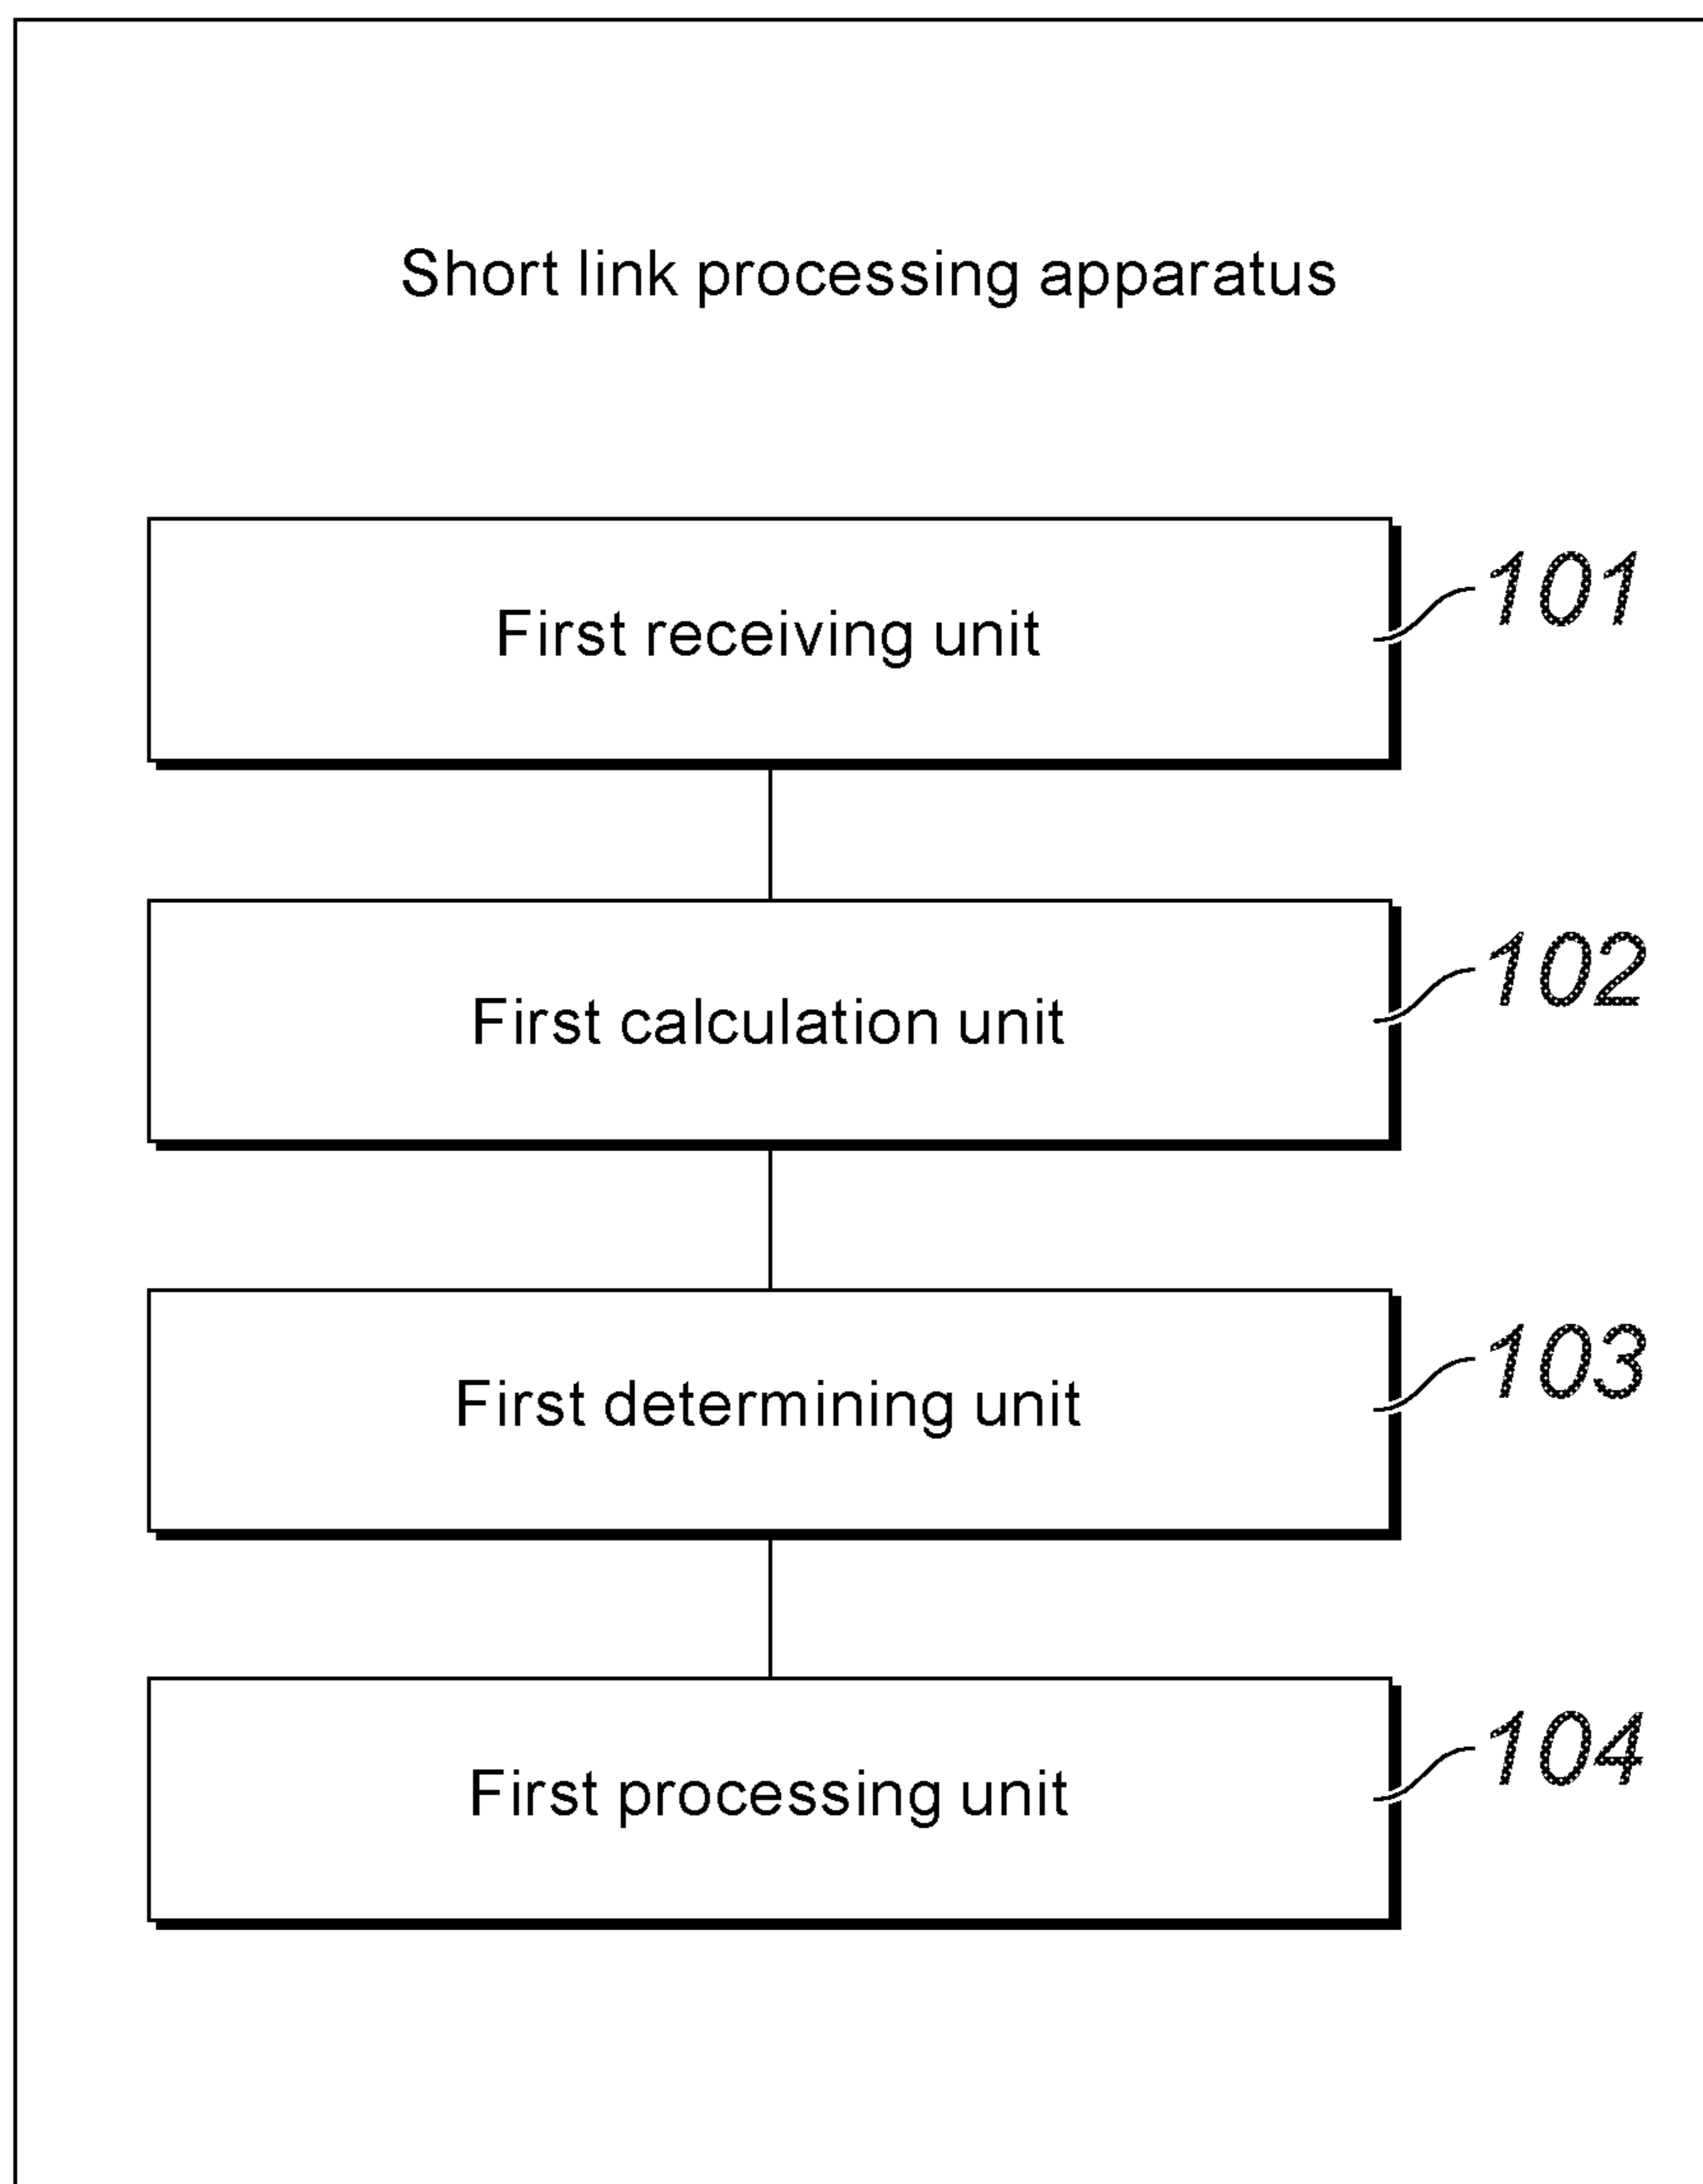 Short link processing apparatus
First receiving unit
101
First calculation unit
102
First determining unit
103
First processing unit
104